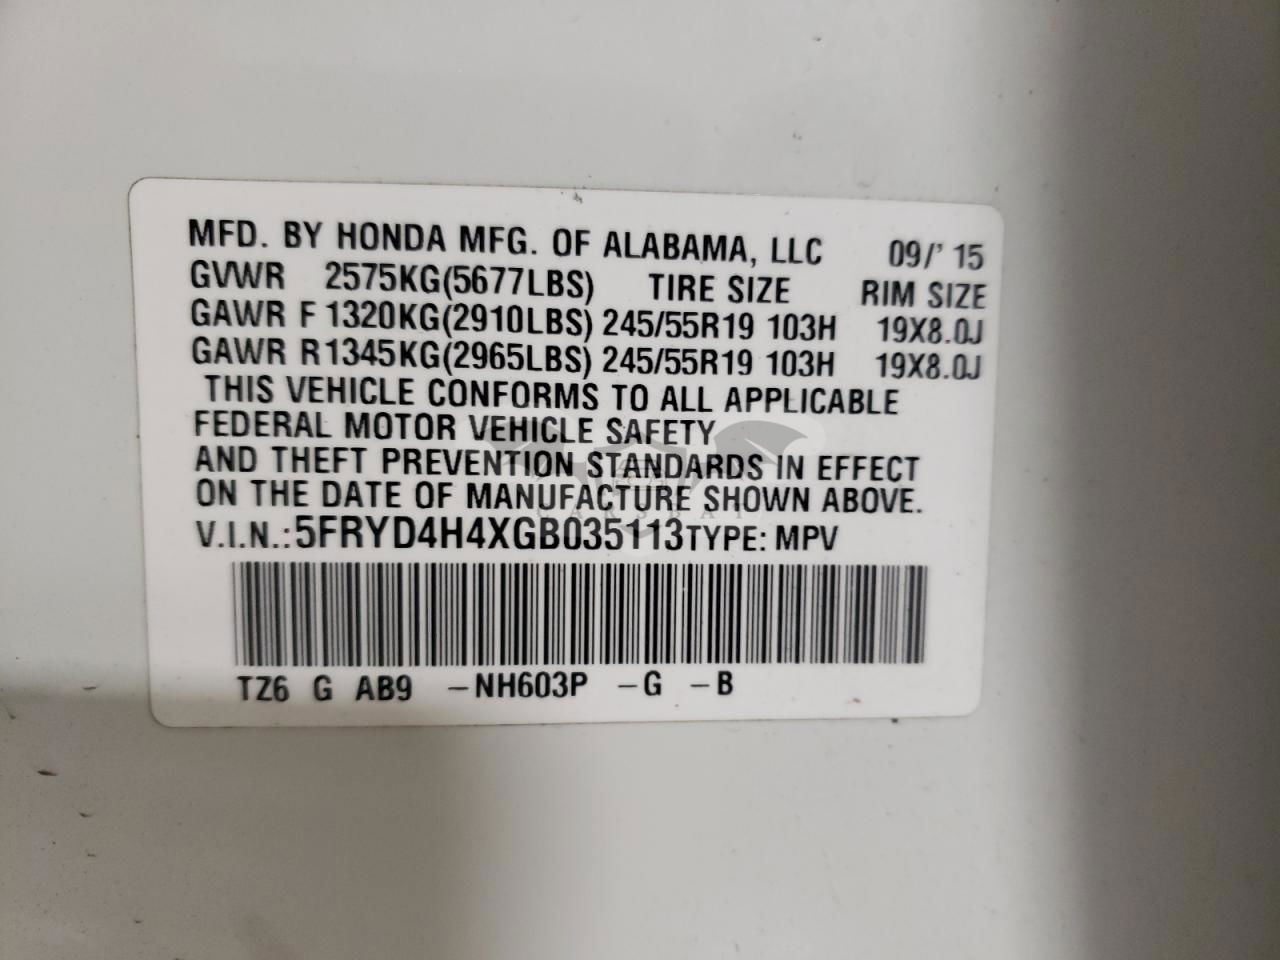 MFD. BY HONDA MFG. OF ALABAMA, LLC 09/' 15
GVWR 2575KG(5677LBS) TIRE SIZE RIM SIZE
GAWR F 1320KG(2910LBS) 245/55R19 103H 19X8.0J
GAWR R1345KG(2965LBS) 245/55R19 103H 19X8.0J
THIS VEHICLE CONFORMS TO ALL APPLICABLE
FEDERAL MOTOR VEHICLE SAFETY
AND THEFT PREVENTION STANDARDS IN EFFECT
ON THE DATE OF MANUFACTURE SHOWN ABOVE.
V.I.N.:5FRYD4H4XGB035113TYPE: MPV
TZ6 G AB9 -NH603P -G -B